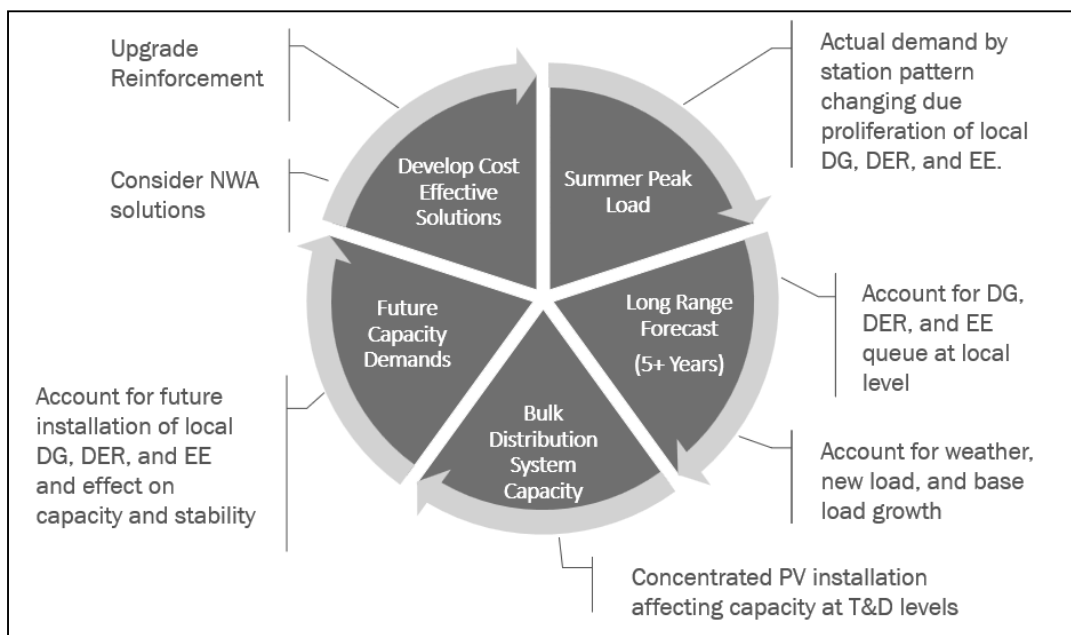 Upgrade
Reinforcement
Consider NWA
solutions
Develop Cost
Effective
Solutions
Summer Peak
Load
Actual demand by
station pattern
changing due
proliferation of local
DG, DER, and EE.
Long Range
Forecast
(5+ Years)
Account for DG,
DER, and EE
queue at local
level
Account for weather,
new load, and base
load growth
Bulk
Distribution
System
Capacity
Concentrated PV installation
affecting capacity at T&D levels
Future
Capacity
Demands
Account for future
installation of local
DG, DER, and EE
and effect on
capacity and stability